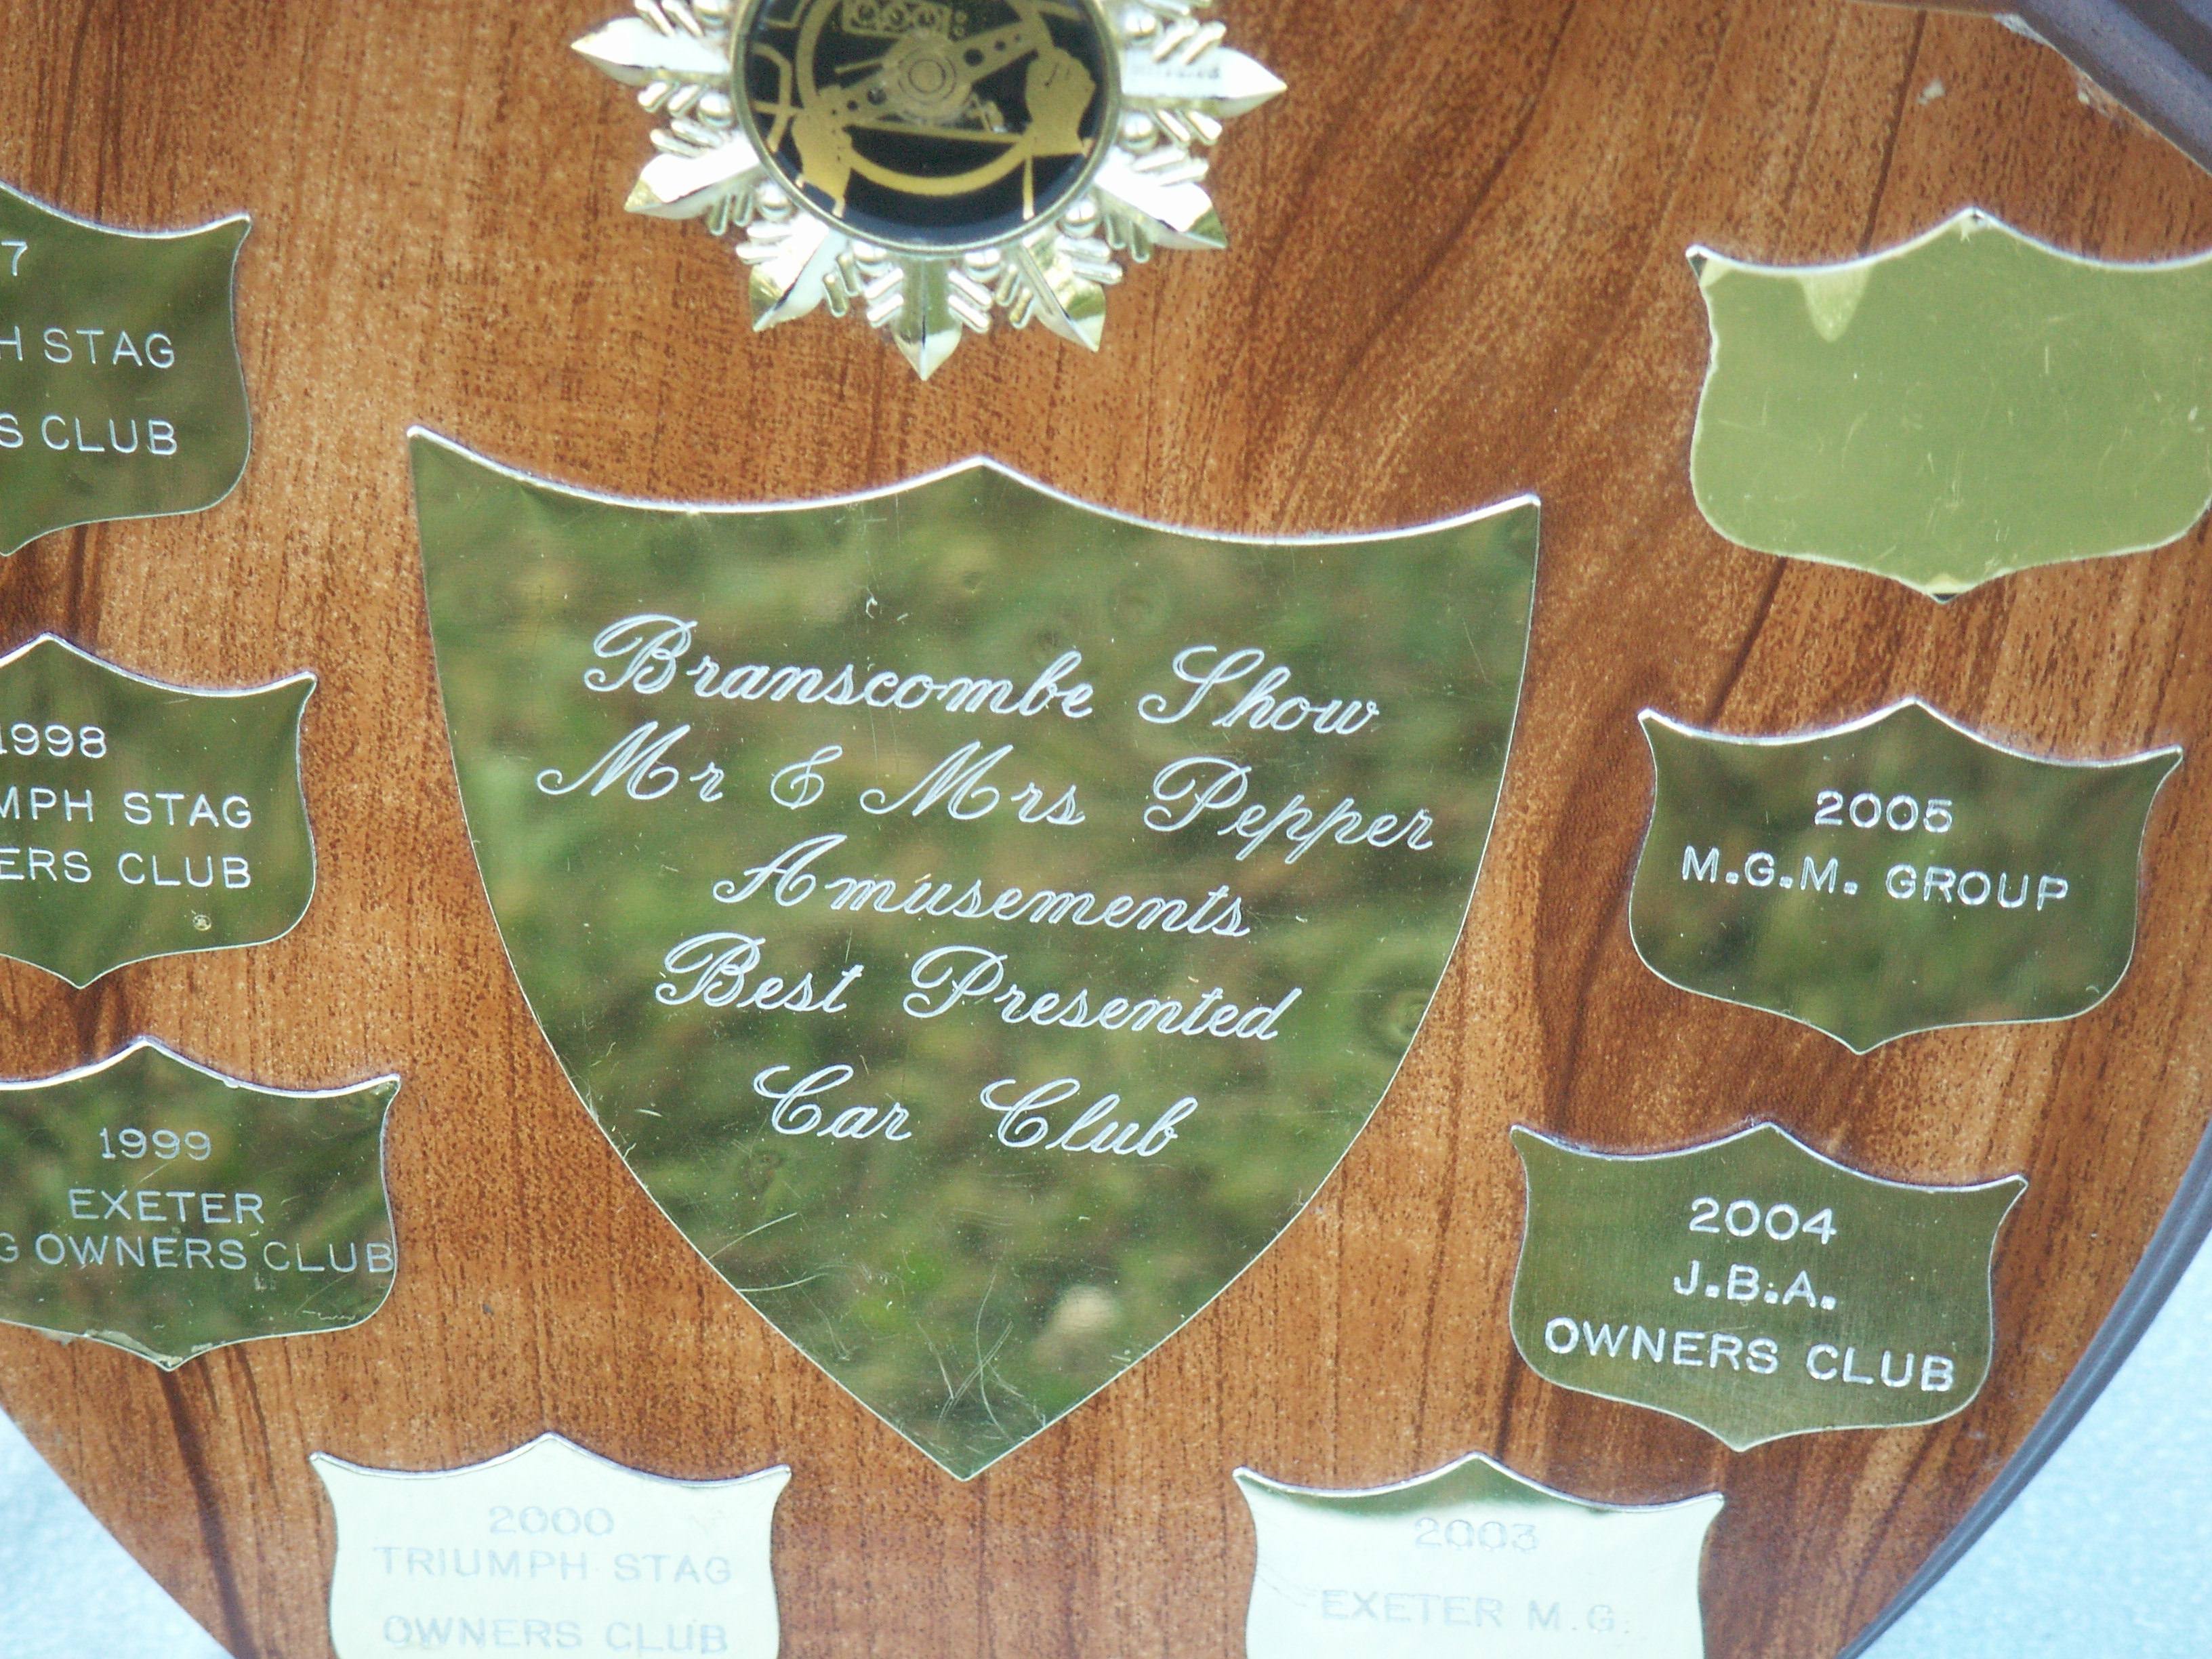 7
H STAG
S CLUB
1998
MPH STAG
ERS CLUB
1999
EXETER
G OWNERS CLUB
2000
TRIUMPH STAG
OWNERS CLUB
Branscombe Show
Mr & Mrs Pepper
Amusements
Best Presented
Car Club
2005
M.G.M. GROUP
2004
J.B.A.
OWNERS CLUB
2003
EXETER M.G.